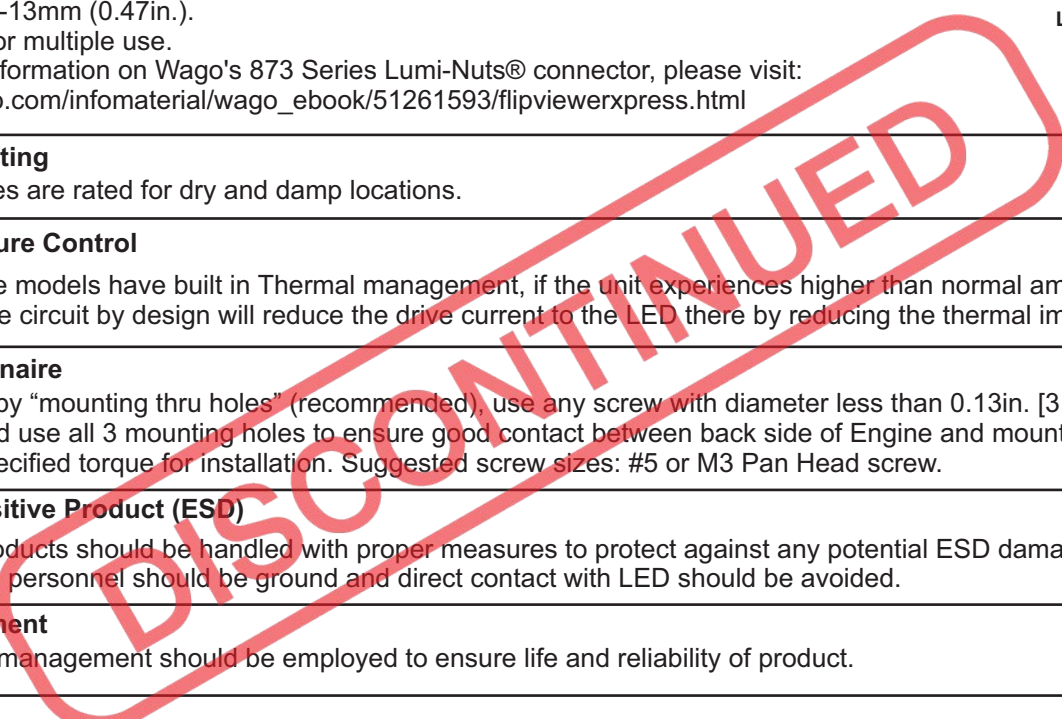 -13mm (0.47in.).
L
or multiple use.
formation on Wago's 873 Series Lumi-Nuts® connector, please visit:
o.com/infomaterial/wago_ebook/51261593/flipviewerxpress.html
ting
es are rated for dry and damp locations.
ure Control
e models have built in Thermal management, if the unit experiences higher than normal am
e circuit by design will reduce the drive current to the LED there by reducing the thermal im
naire
by “mounting thru holes” (recommended), use any screw with diameter less than 0.13in. [3
d use all 3 mounting holes to ensure good contact between back side of Engine and mount
ecified torque for installation. Suggested screw sizes: #5 or M3 Pan Head screw.
sitive Product (ESD)
oducts should be handled with proper measures to protect against any potential ESD dama
personnel should be ground and direct contact with LED should be avoided.
nent
management should be employed to ensure life and reliability of product.
DISCONTINUED